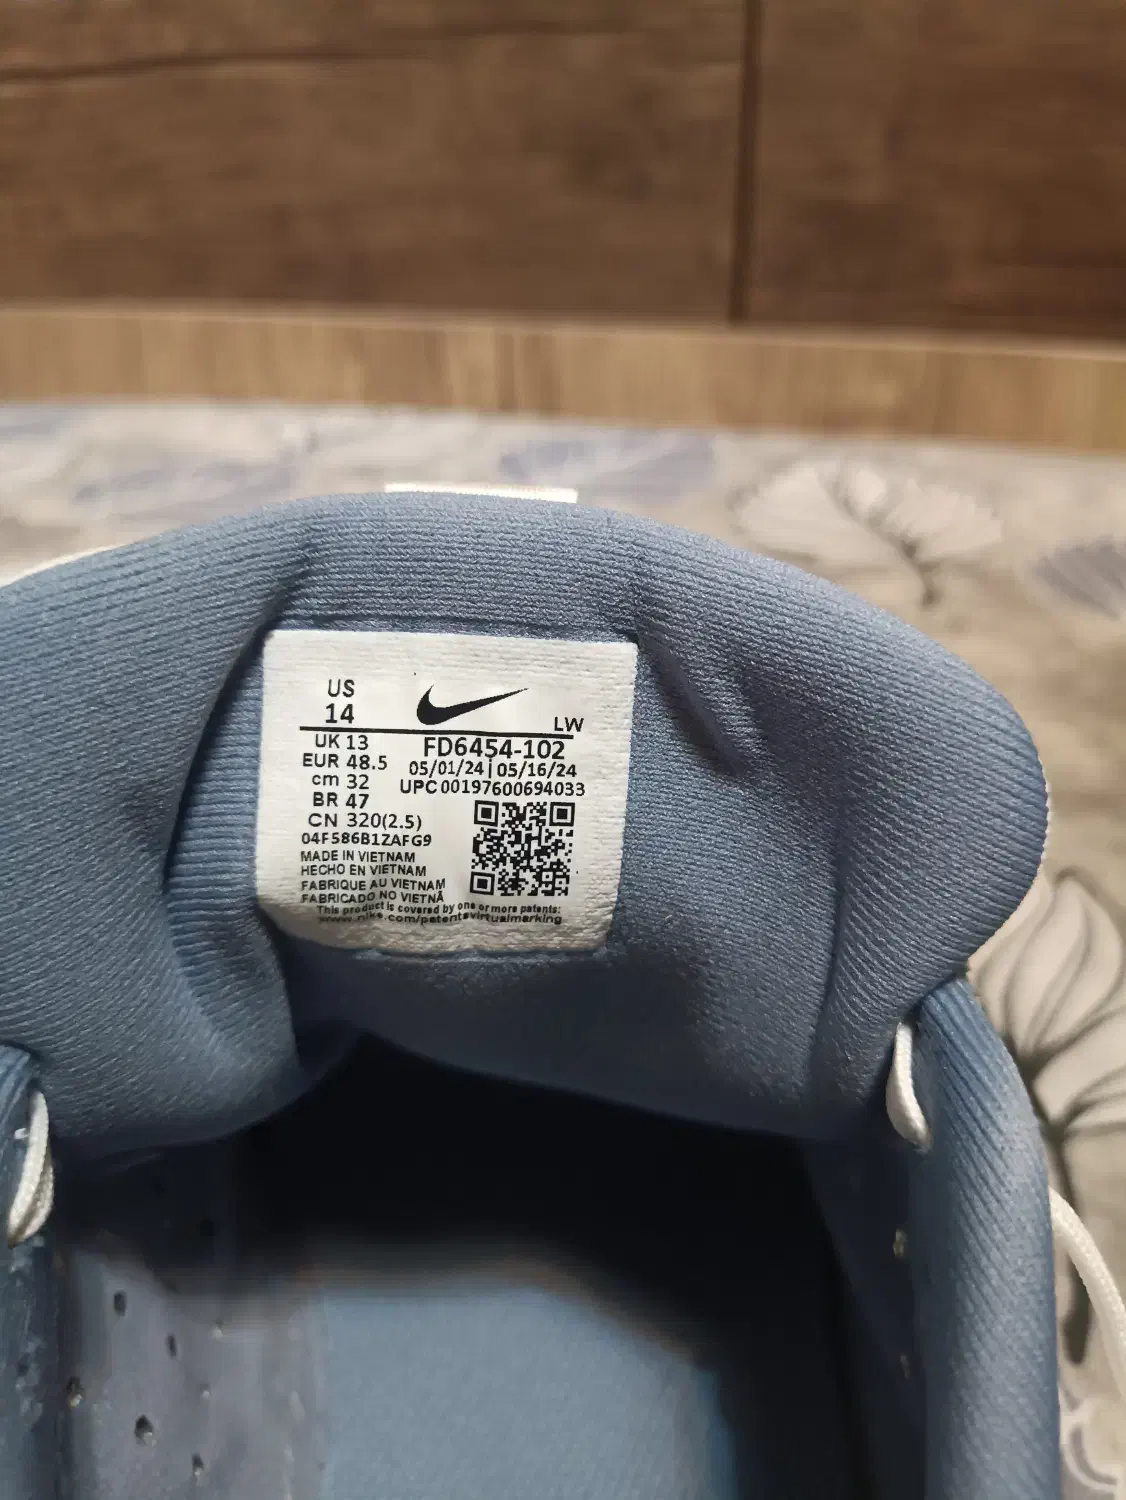 US
14
LW
UK 13
EUR 48.5
cm 32
BR 47
CN 320(2.5)
FD6454-102
05/01/24 | 05/16/24
UPC 00197600694033
04F586B1ZAFG9
MADE IN VIETNAM
HECHO EN VIETNAM
FABRIQUE AU VIETNAM
FABRICADO NO VIETNÃ
This product is covered by one or more patents:
www.nike.com/patentsvirtualmarking